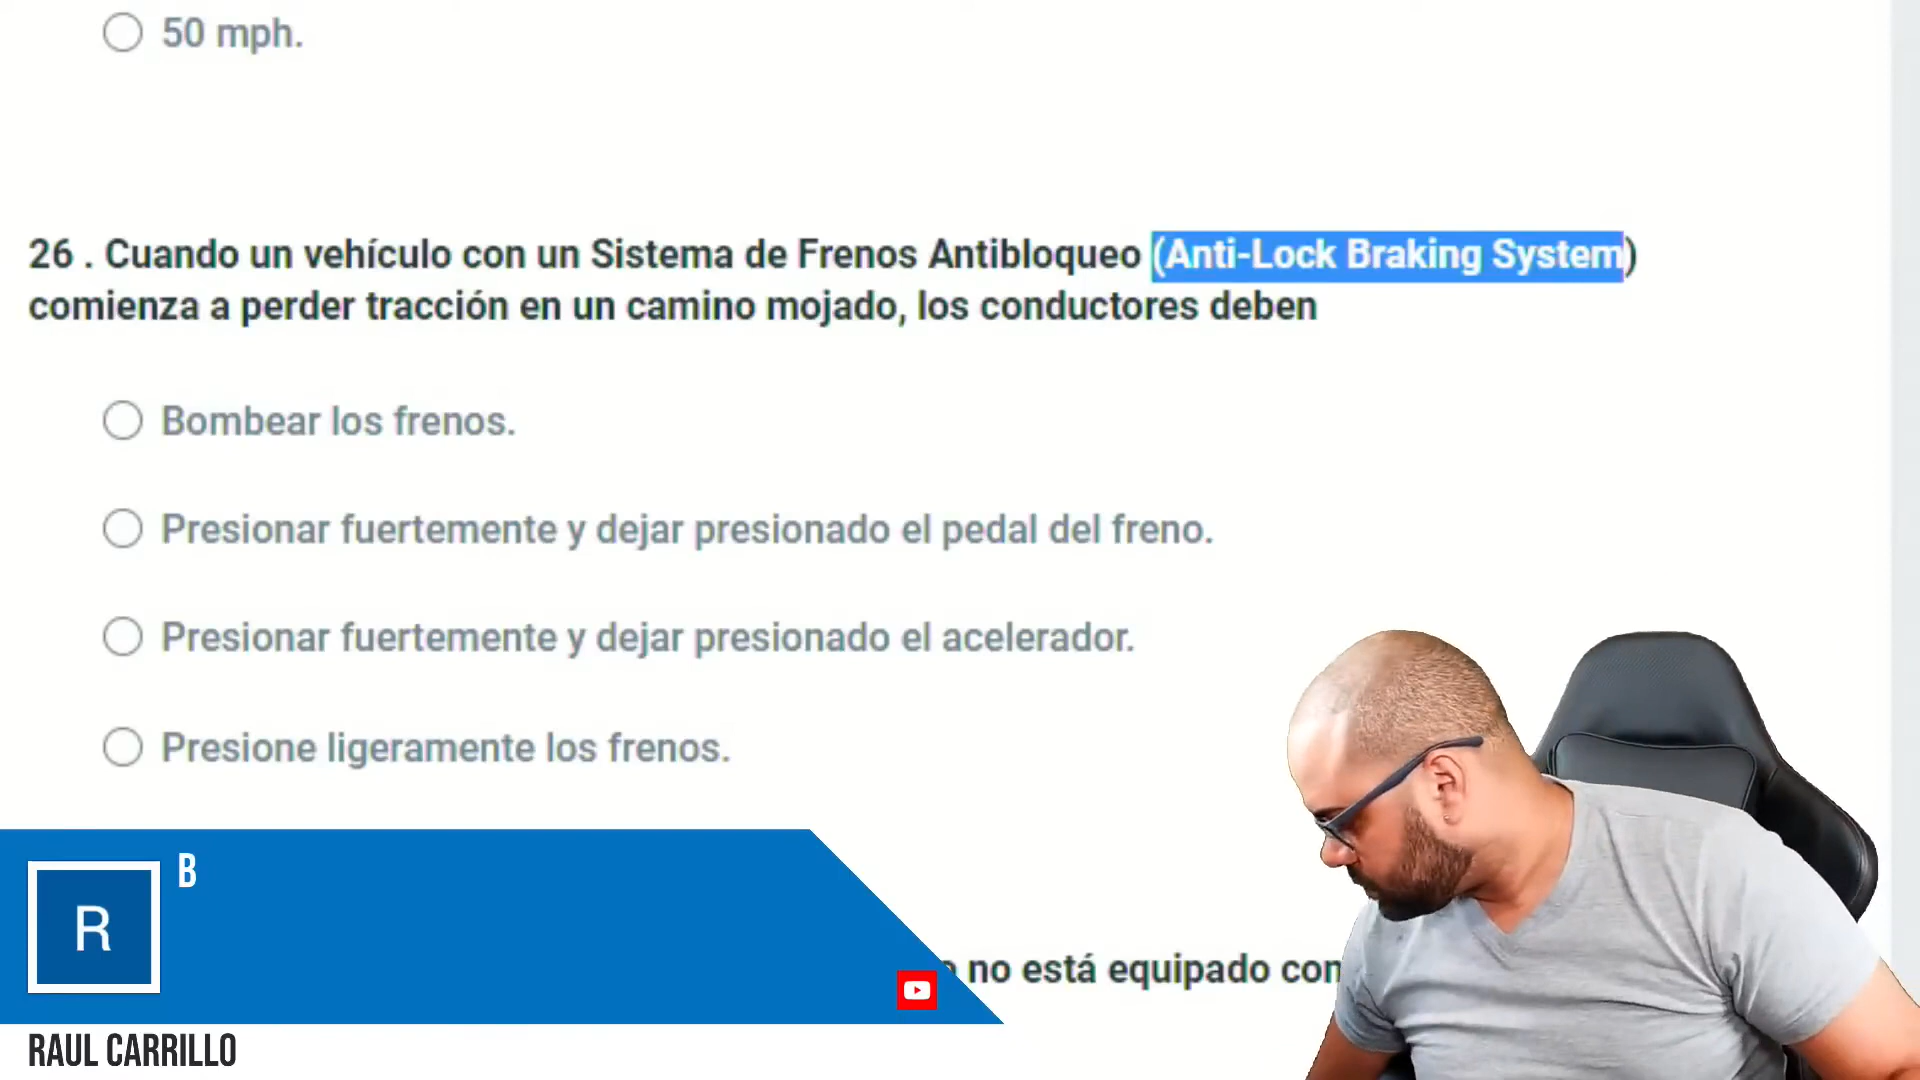 50 mph.
26 . Cuando un vehículo con un Sistema de Frenos Antibloqueo (Anti-Lock Braking System)
comienza a perder tracción en un camino mojado, los conductores deben
Bombear los frenos.
Presionar fuertemente y dejar presionado el pedal del freno.
Presionar fuertemente y dejar presionado el acelerador.
Presione ligeramente los frenos.
B
R
no está equipado con
RAUL CARRILLO